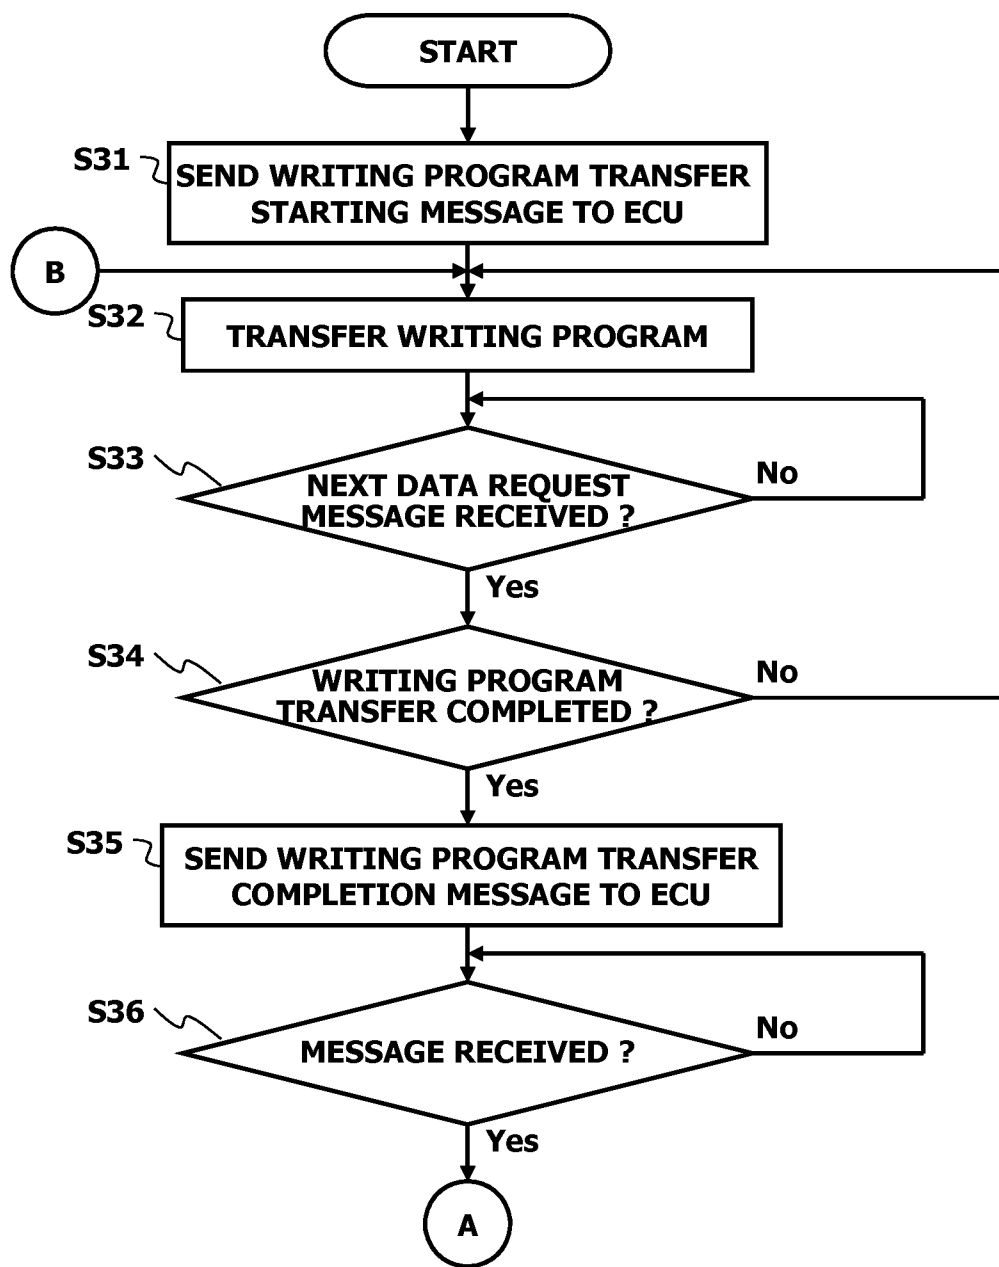 START
S31
SEND WRITING PROGRAM TRANSFER
STARTING MESSAGE TO ECU
B
S32
TRANSFER WRITING PROGRAM
S33
NEXT DATA REQUEST
MESSAGE RECEIVED ?
No
Yes
S34
WRITING PROGRAM
TRANSFER COMPLETED ?
No
Yes
S35
SEND WRITING PROGRAM TRANSFER
COMPLETION MESSAGE TO ECU
S36
MESSAGE RECEIVED ?
No
Yes
A